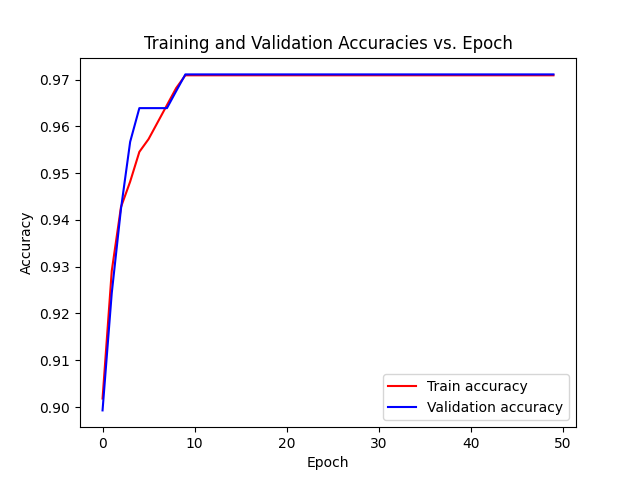 Training and Validation Accuracies vs. Epoch
Accuracy
0.97
0.96
0.95
0.94
0.93
0.92
0.91
0.90
Train accuracy
Validation accuracy
0 10 20 30 40 50
Epoch